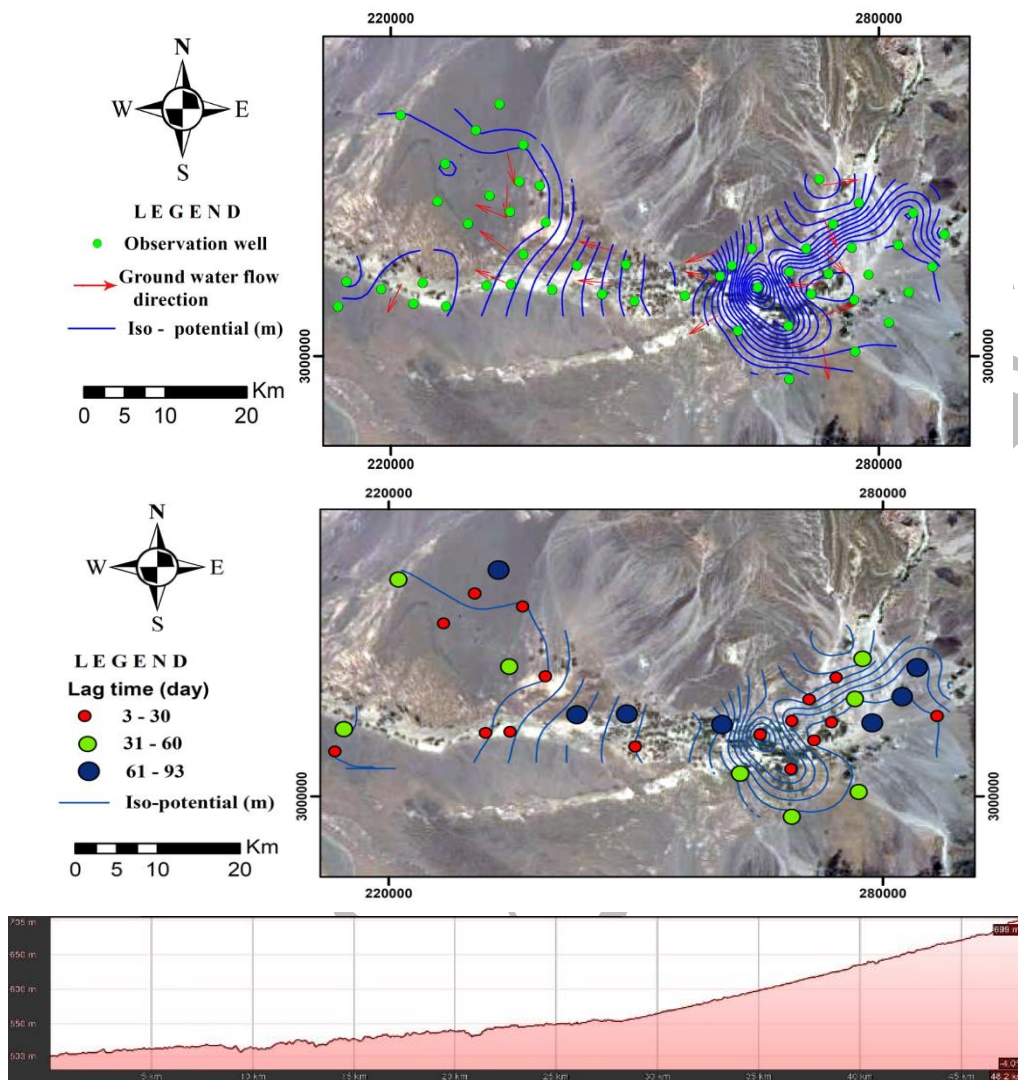 220000 280000
N
W E
S
L E G E N D
Observation well
Ground water flow
direction
Iso - potential (m)
Km
0 5 10 20
3000000 3000000
220000 280000
220000 280000
N
W E
S
L E G E N D
Lag time (day)
3 - 30
31 - 60
61 - 93
Iso-potential (m)
Km
0 5 10 20
3000000 3000000
220000 280000
699 m
650 m
550 m
5 km 10 km 15 km 20 km 25 km 30 km 35 km 40 km 45 km